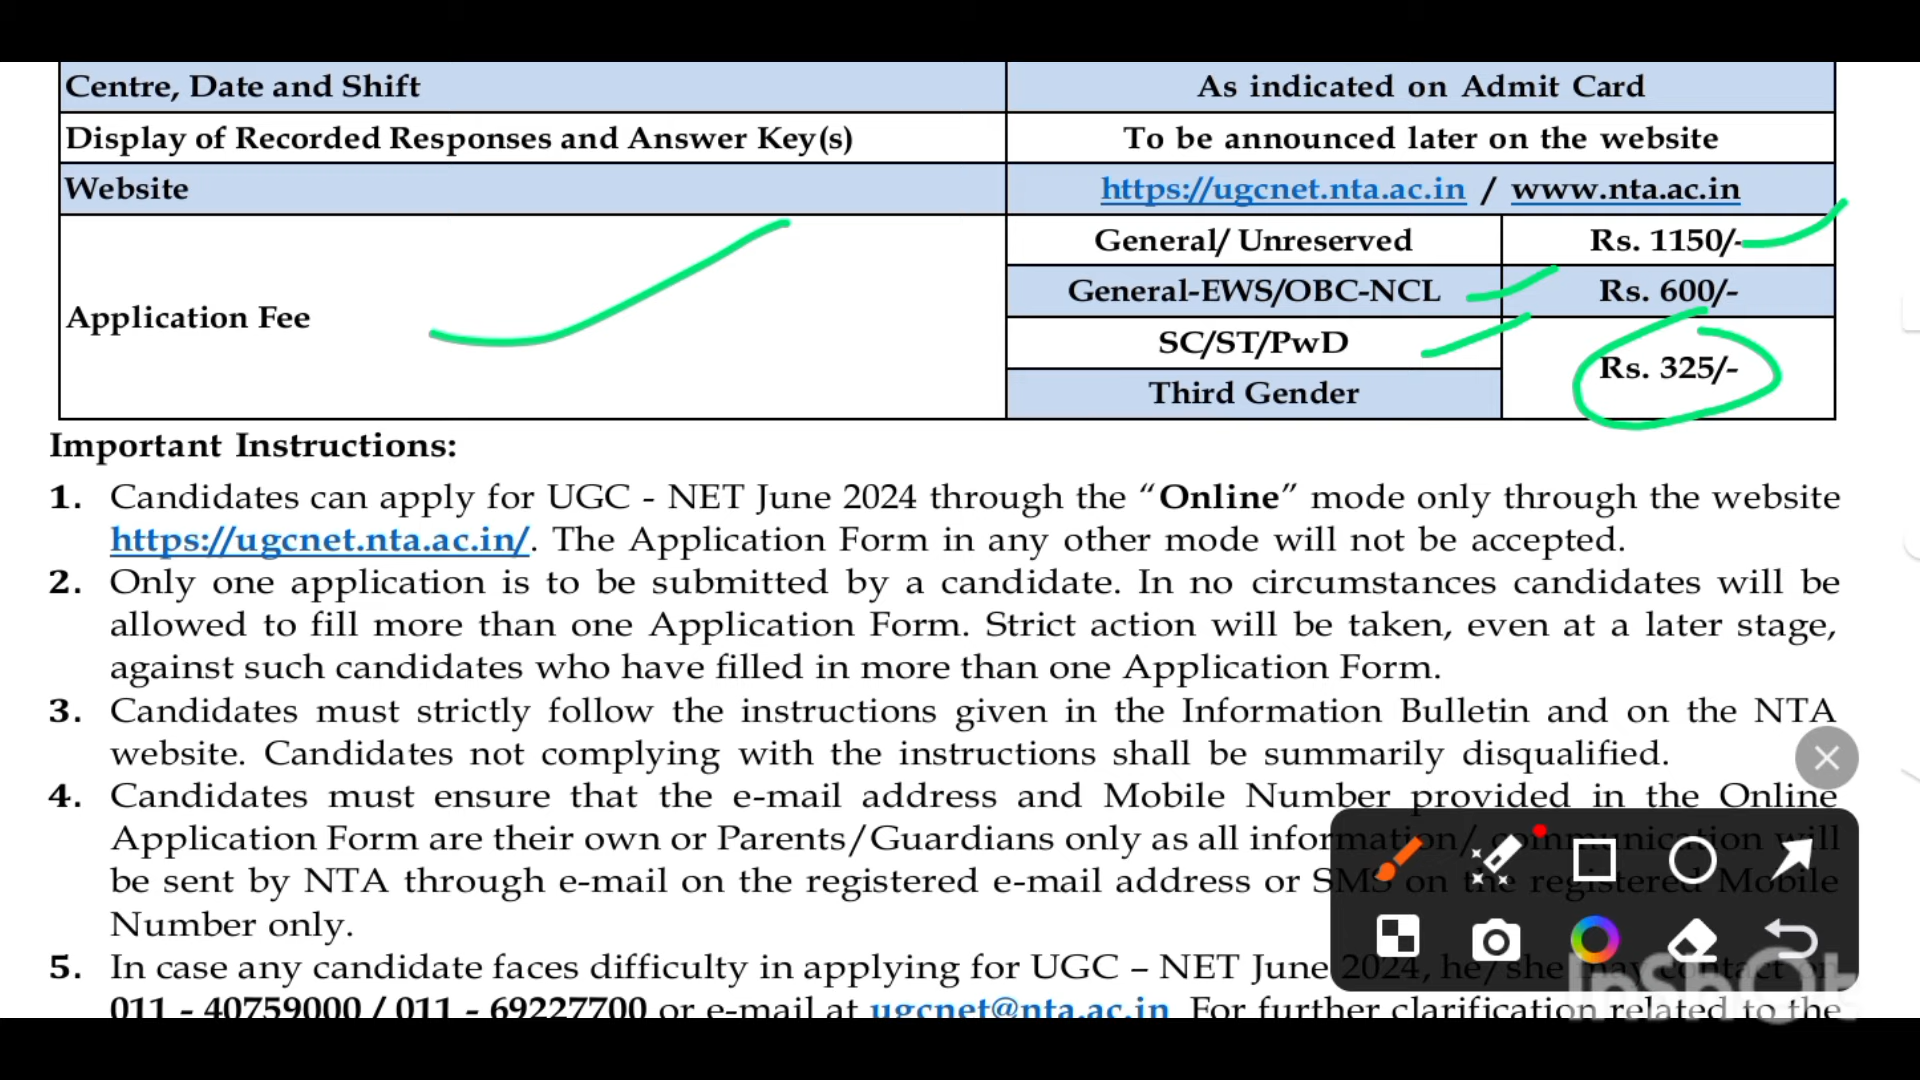 Centre, Date and Shift As indicated on Admit Card
Display of Recorded Responses and Answer Key(s) To be announced later on the website
Website https://ugcnet.nta.ac.in / www.nta.ac.in
Application Fee
General/ Unreserved Rs. 1150/-
General-EWS/OBC-NCL Rs. 600/-
SC/ST/PwD
Rs. 325/-
Third Gender
Important Instructions:
1. Candidates can apply for UGC - NET June 2024 through the “Online” mode only through the website
https://ugcnet.nta.ac.in/. The Application Form in any other mode will not be accepted.
2. Only one application is to be submitted by a candidate. In no circumstances candidates will be
allowed to fill more than one Application Form. Strict action will be taken, even at a later stage,
against such candidates who have filled in more than one Application Form.
3. Candidates must strictly follow the instructions given in the Information Bulletin and on the NTA
website. Candidates not complying with the instructions shall be summarily disqualified.
4. Candidates must ensure that the e-mail address and Mobile Number provided in the Online
Application Form are their own or Parents/Guardians only as all information/ communication will
be sent by NTA through e-mail on the registered e-mail address or SMS on the registered Mobile
Number only.
5. In case any candidate faces difficulty in applying for UGC – NET June 2024, he/she may contact on
011 - 40759000 / 011 - 69227700 or e-mail at ugcnet@nta.ac.in. For further clarification related to the
InShOt